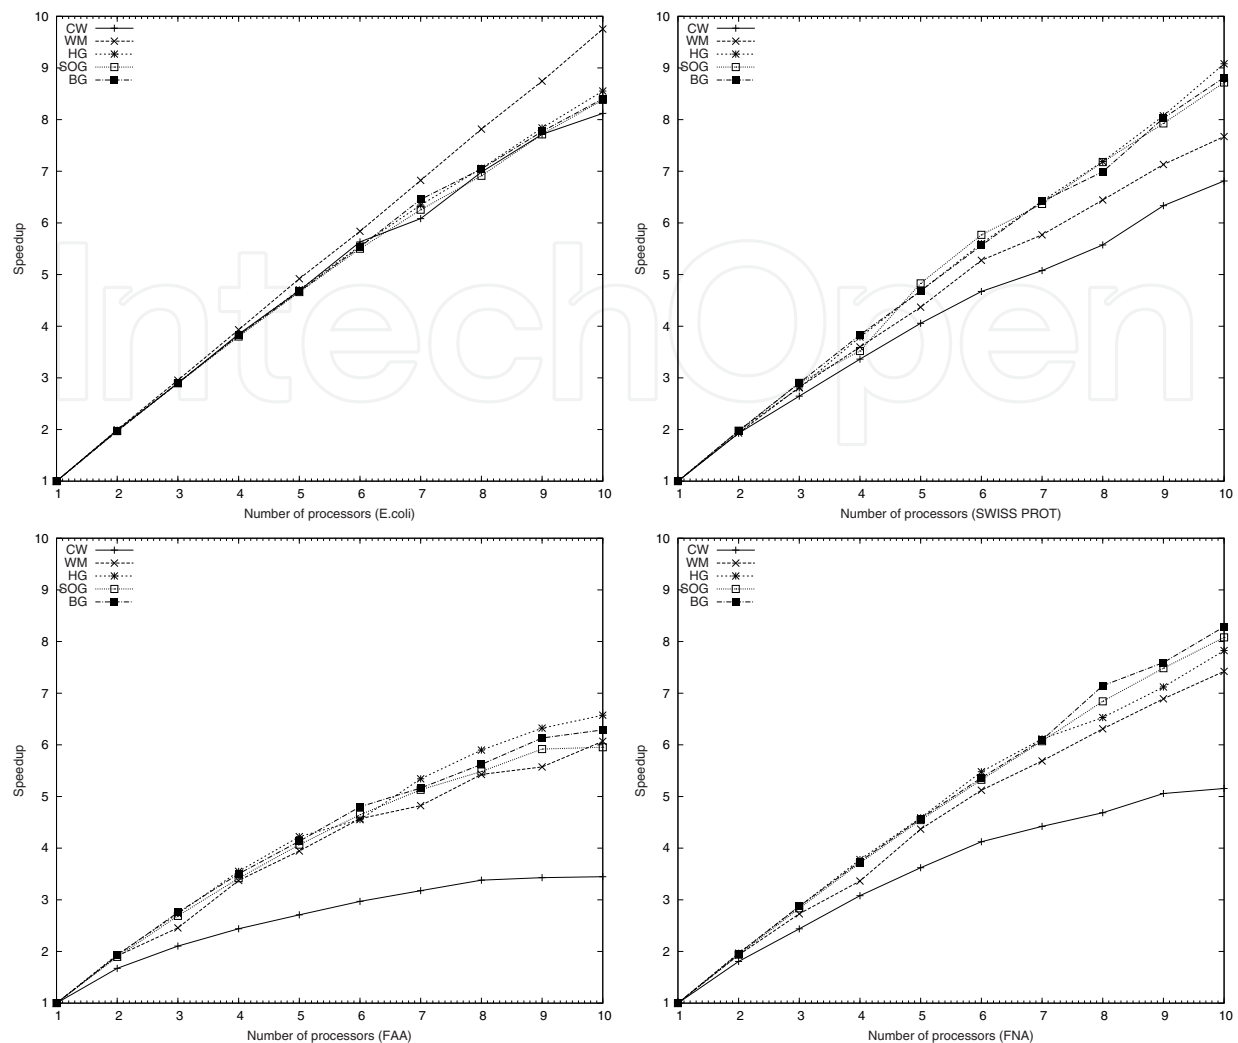 CW
WM
HG
SOG
BG
10
9
8
7
6
5
4
3
2
1
Speedup
1 2 3 4 5 6 7 8 9 10
Number of processors (E.coli)
CW
WM
HG
SOG
BG
10
9
8
7
6
5
4
3
2
1
Speedup
1 2 3 4 5 6 7 8 9 10
Number of processors (SWISS PROT)
IntechOpen
CW
WM
HG
SOG
BG
10
9
8
7
6
5
4
3
2
1
Speedup
1 2 3 4 5 6 7 8 9 10
Number of processors (FAA)
CW
WM
HG
SOG
BG
10
9
8
7
6
5
4
3
2
1
Speedup
1 2 3 4 5 6 7 8 9 10
Number of processors (FNA)